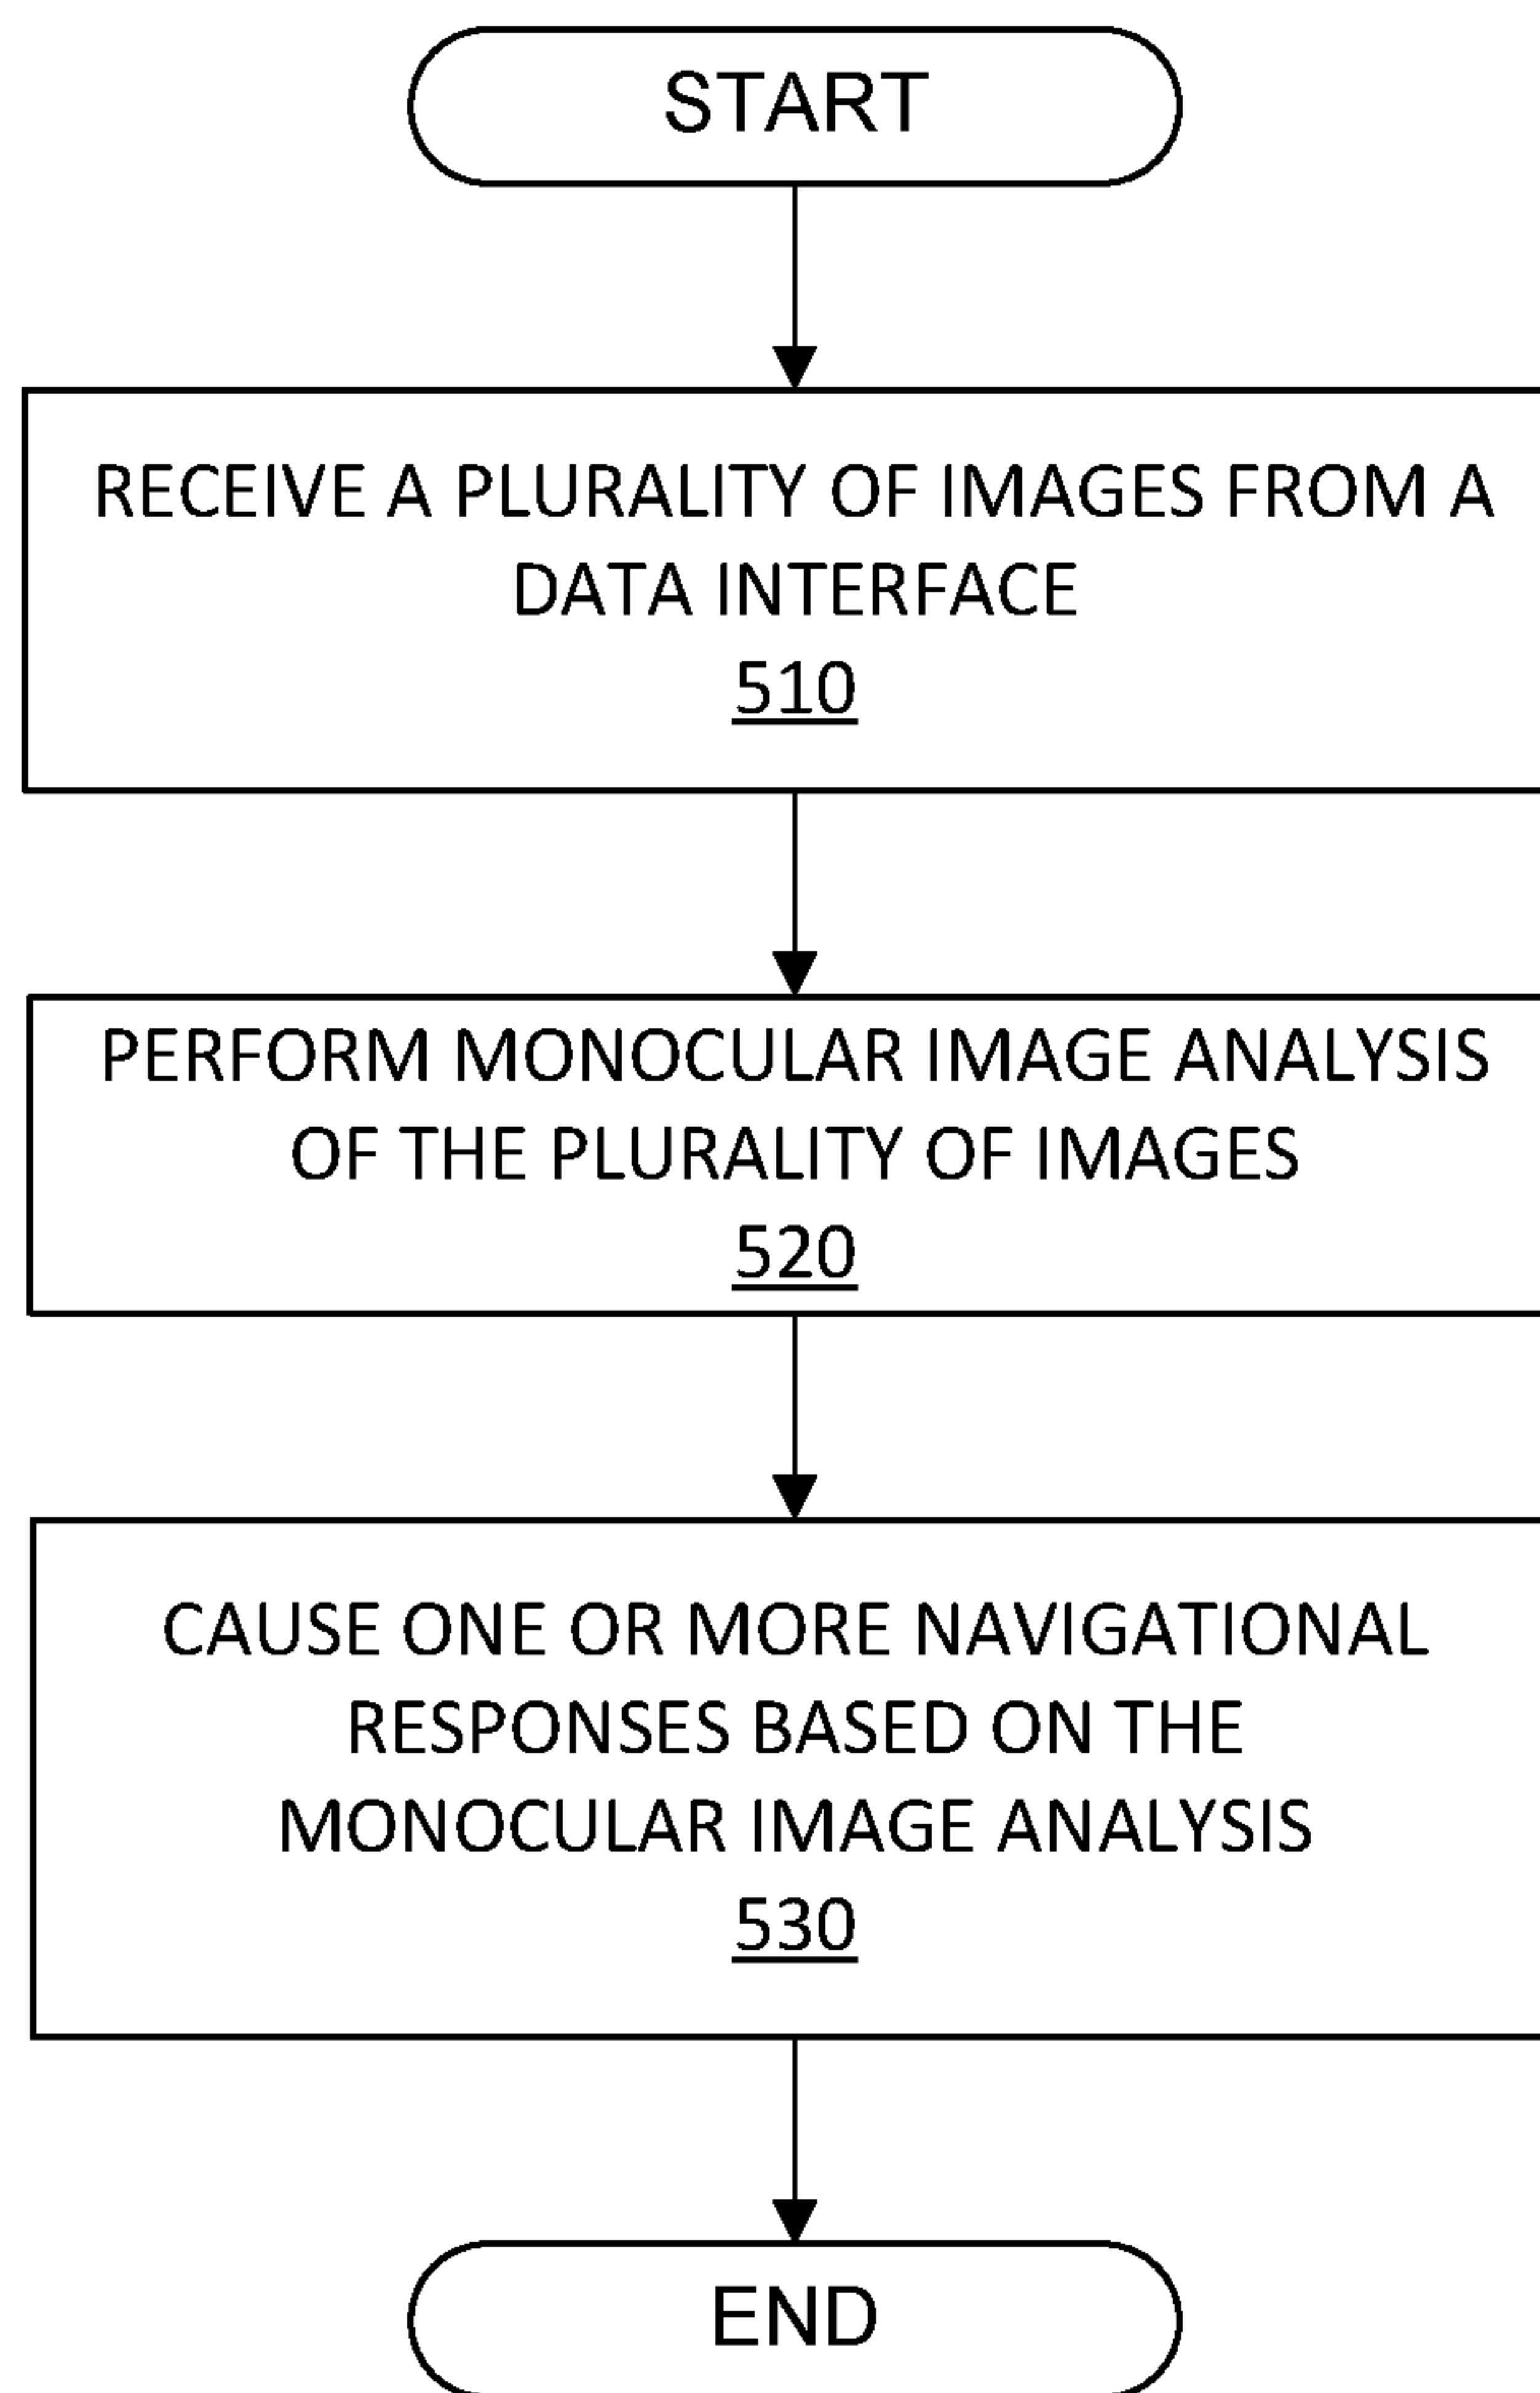 START
RECEIVE A PLURALITY OF IMAGES FROM A
DATA INTERFACE
510
PERFORM MONOCULAR IMAGE ANALYSIS
OF THE PLURALITY OF IMAGES
520
CAUSE ONE OR MORE NAVIGATIONAL
RESPONSES BASED ON THE
MONOCULAR IMAGE ANALYSIS
530
END